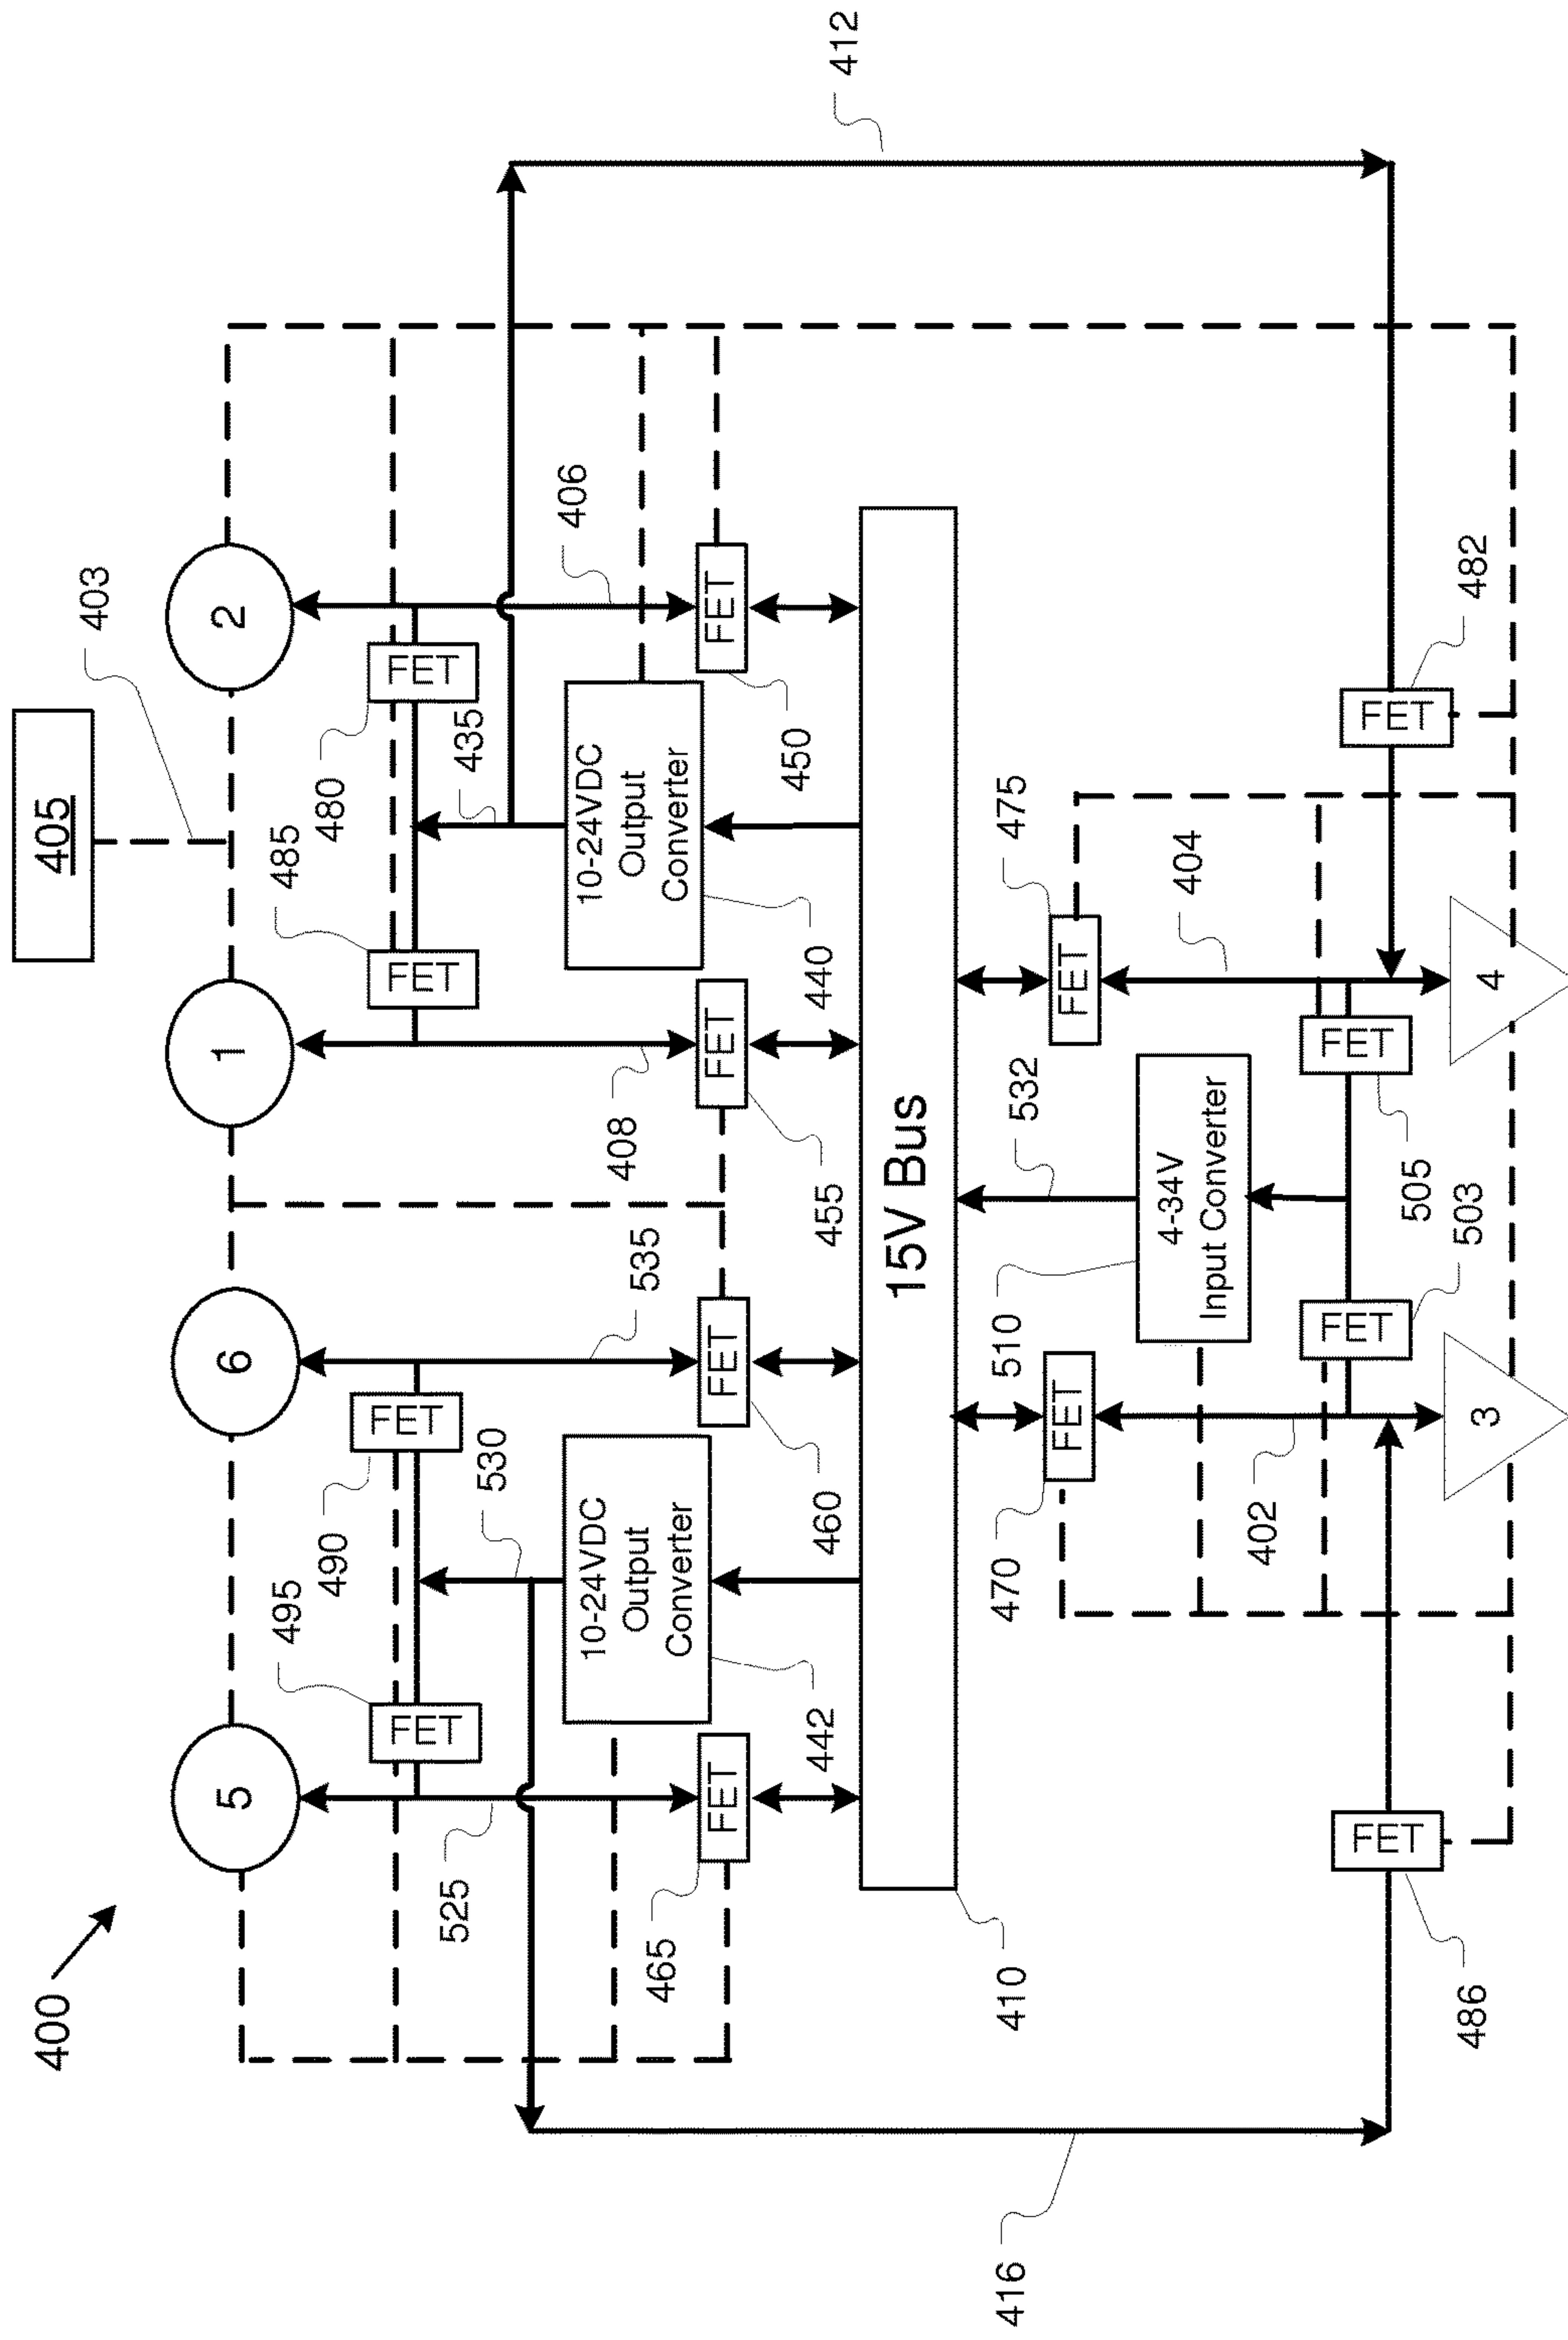 400
405
403
412
5
6
1
2
495
490
485
480
FET
FET
FET
FET
525
530
535
435
406
408
10-24VDC
Output
Converter
10-24VDC
Output
Converter
FET
FET
FET
FET
465
442
460
455
440
450
15V Bus
410
470
FET
510
532
FET
475
4-34V
Input Converter
402
404
FET
FET
FET
FET
486
503
505
482
416
3
4